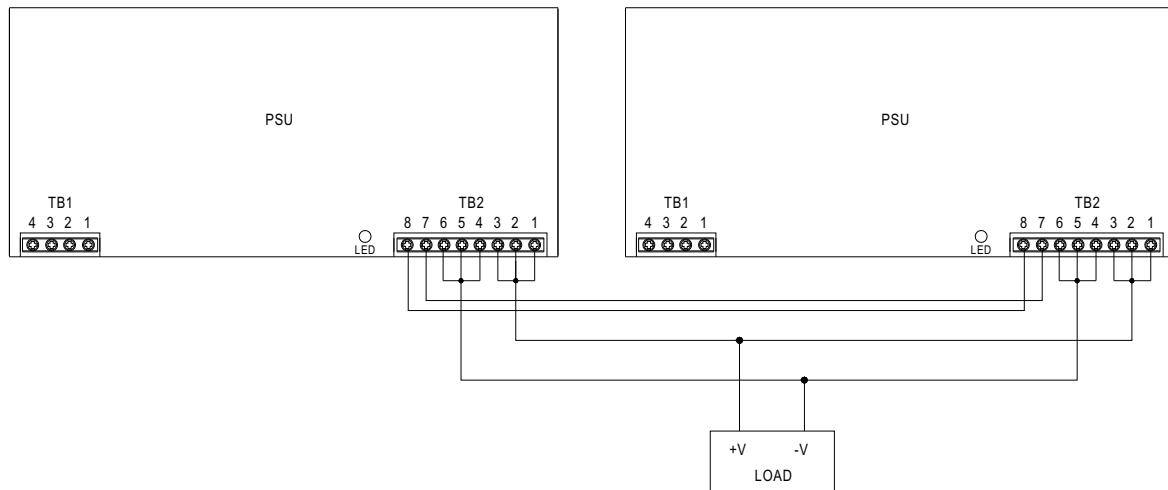 PSU PSU
TB1 TB2 TB1 TB2
4 3 2 1 8 7 6 5 4 3 2 1 4 3 2 1 8 7 6 5 4 3 2 1
LED LED
+V -V
LOAD